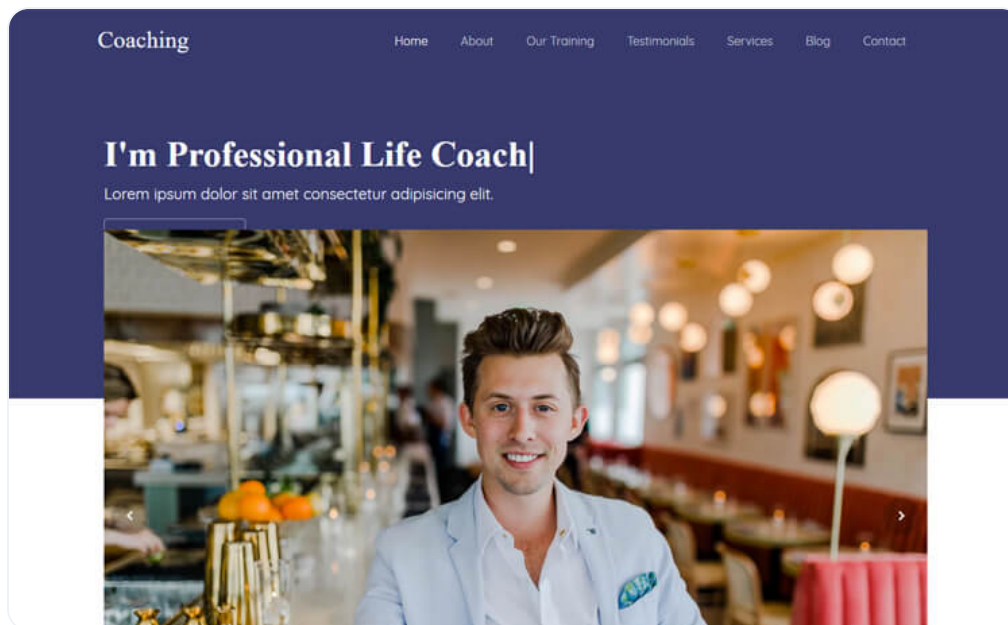 Coaching
Home About Our Training Testimonials Services Blog Contact
I'm Professional Life Coach|
Lorem ipsum dolor sit amet consectetur adipisicing elit.